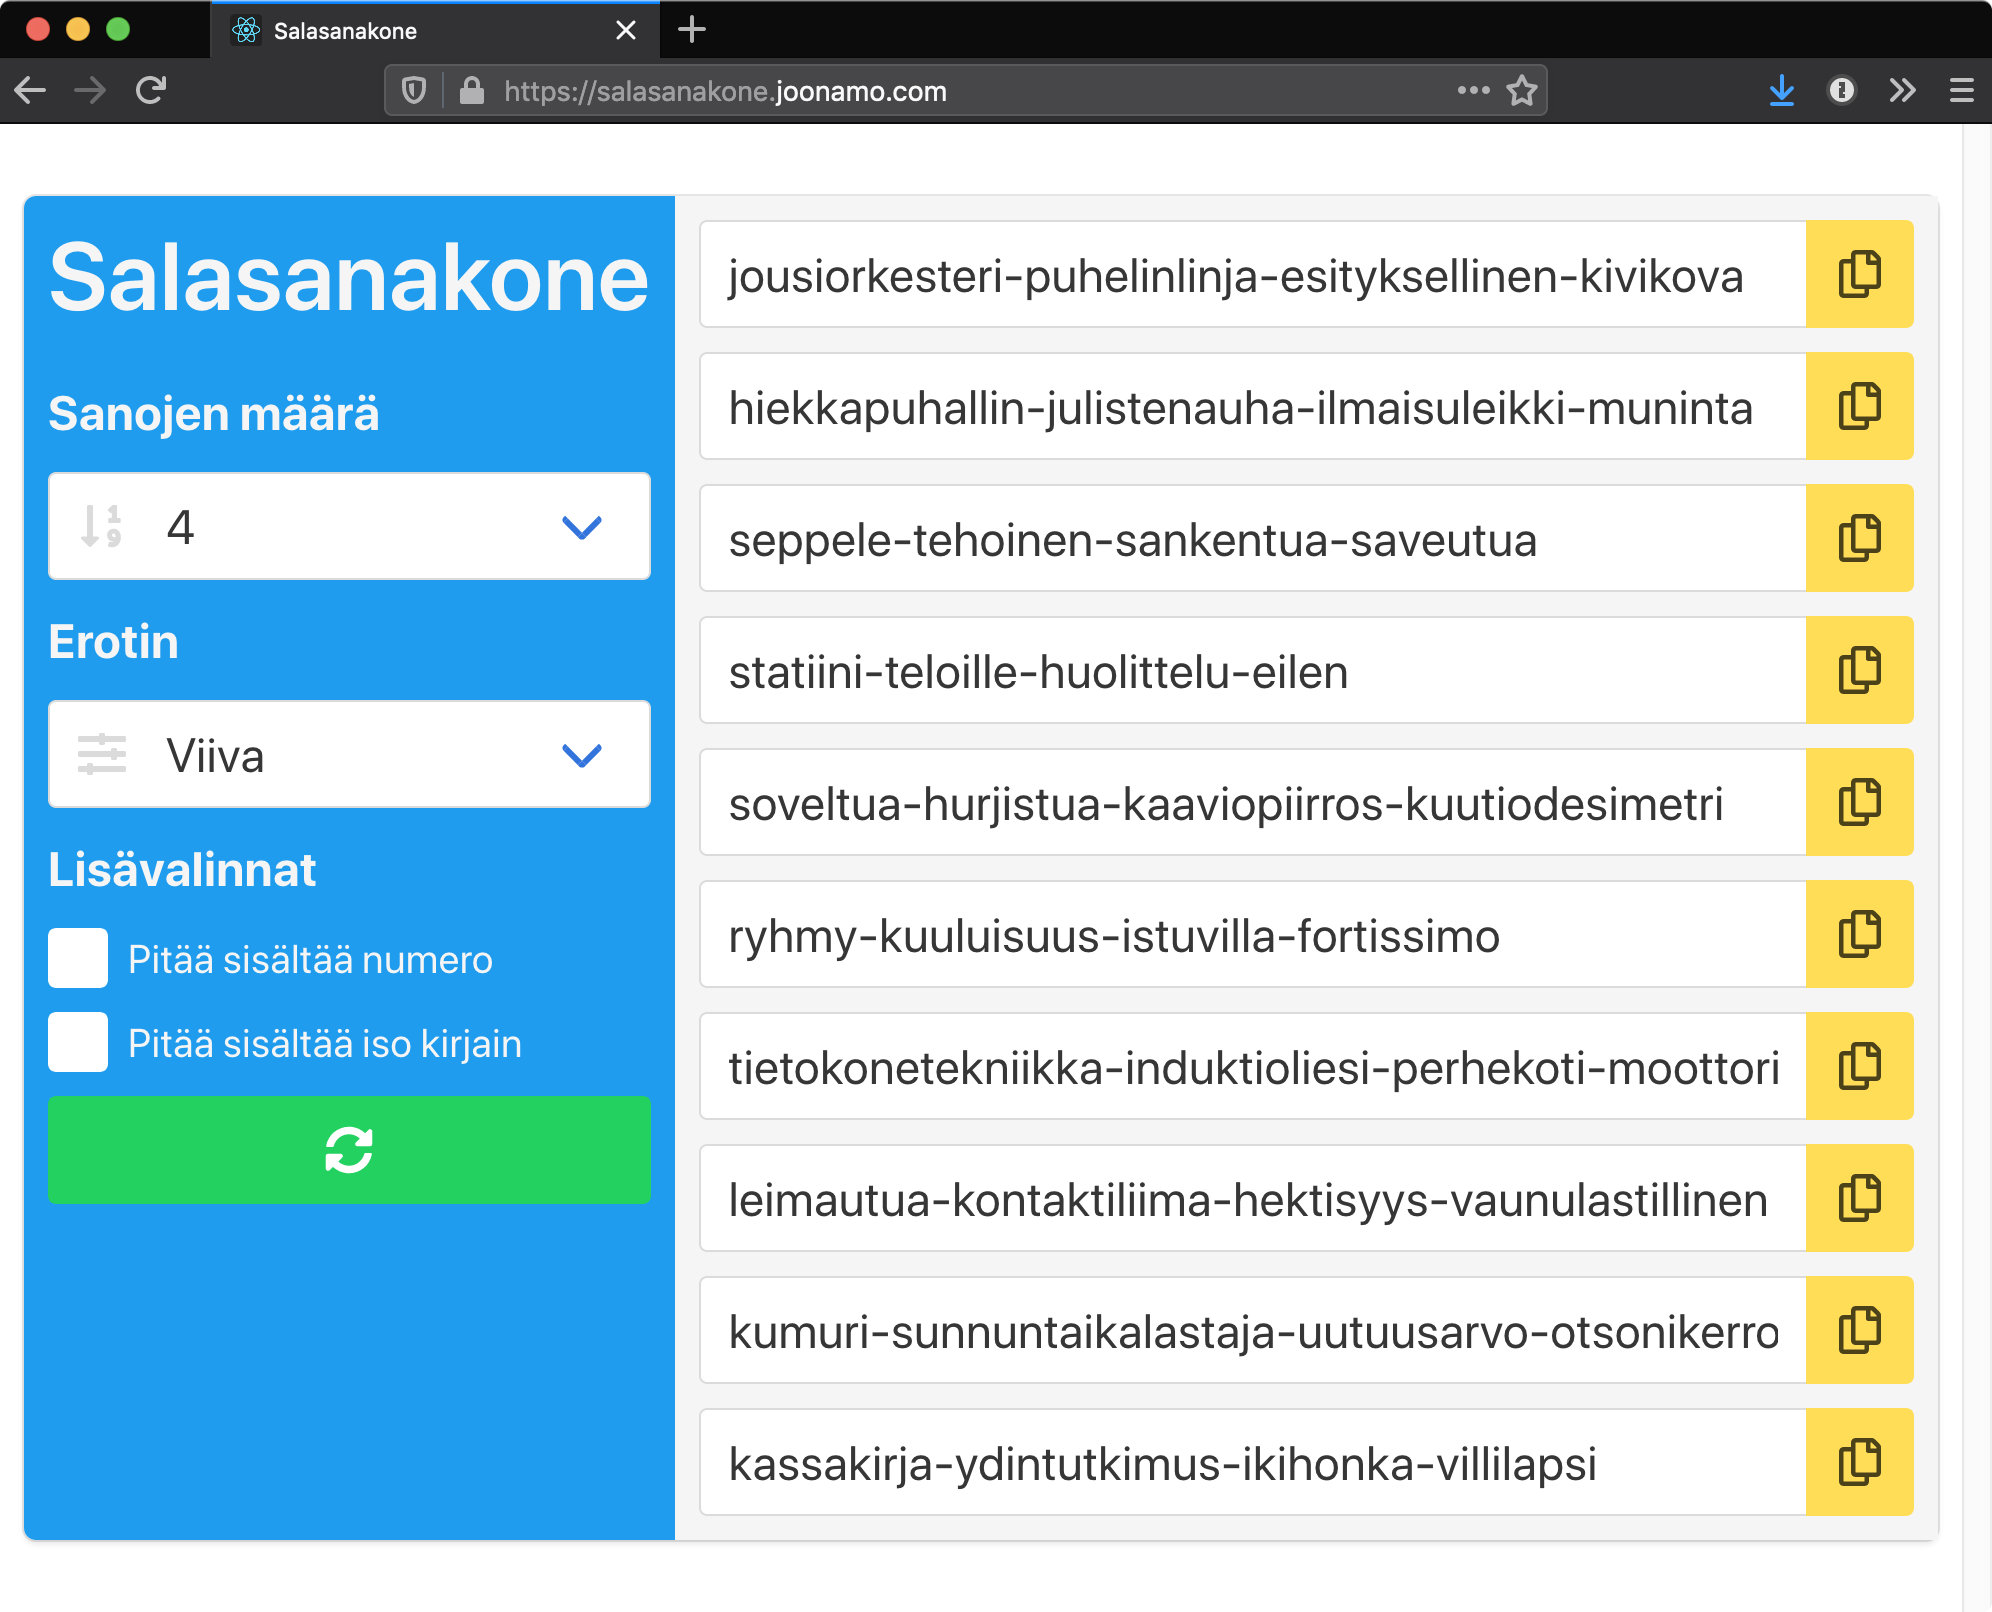 Salasanakone
https://salasanakone.joonamo.com
Salasanakone
Sanojen määrä
4
Erotin
Viiva
Lisävalinnat
Pitää sisältää numero
Pitää sisältää iso kirjain
jousiorkesteri-puhelinlinja-esityksellinen-kivikova
hiekkapuhallin-julistenauha-ilmaisuleikki-muninta
seppele-tehoinen-sankentua-saveutua
statiini-teloille-huolittelu-eilen
soveltua-hurjistua-kaaviopiirros-kuutiodesimetri
ryhmy-kuuluisuus-istuvilla-fortissimo
tietokonetekniikka-induktioliesi-perhekoti-moottori
leimautua-kontaktiliima-hektisyys-vaunulastillinen
kumuri-sunnuntaikalastaja-uutuusarvo-otsonikerro
kassakirja-ydintutkimus-ikihonka-villilapsi